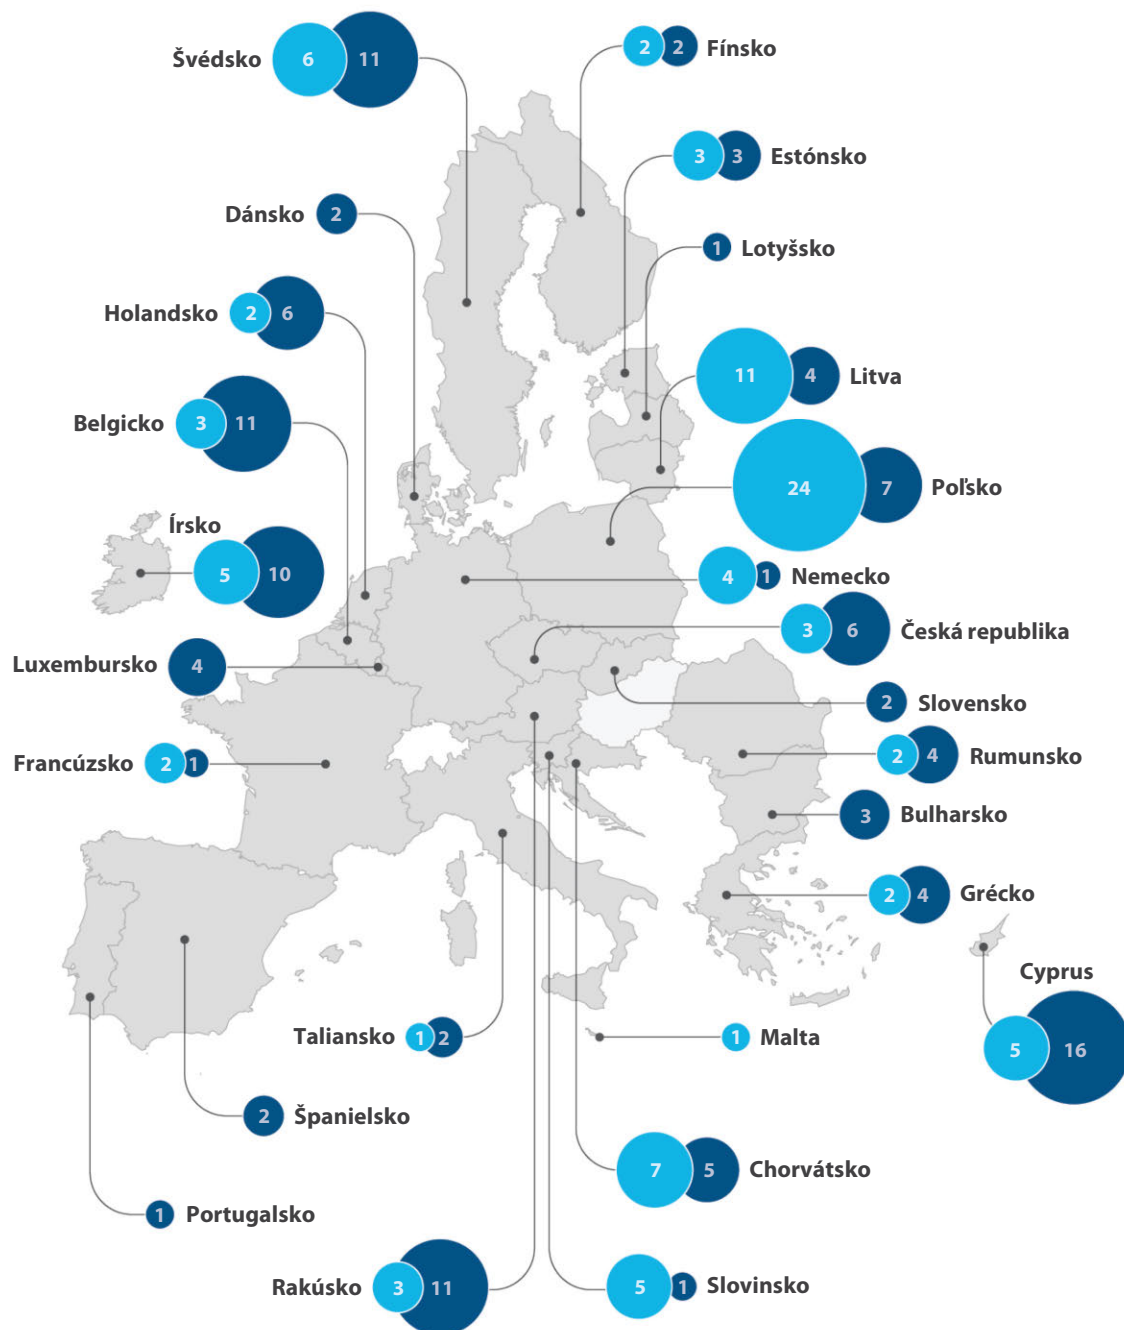 Švédsko 6 11
2 2 Fínsko
3 3 Estónsko
Dánsko 2
1 Lotyšsko
Holandsko 2 6
11 4 Litva
Belgicko 3 11
24 7 Poľsko
Írsko
5 10
4 1 Nemecko
3 6 Česká republika
Luxembursko 4
2 Slovensko
2 4 Rumunsko
Francúzsko 2 1
3 Bulharsko
2 4 Grécko
Cyprus
5 16
Taliansko 1 2
1 Malta
2 Španielsko
7 5 Chorvátsko
1 Portugalsko
Rakúsko 3 11
5 1 Slovinsko